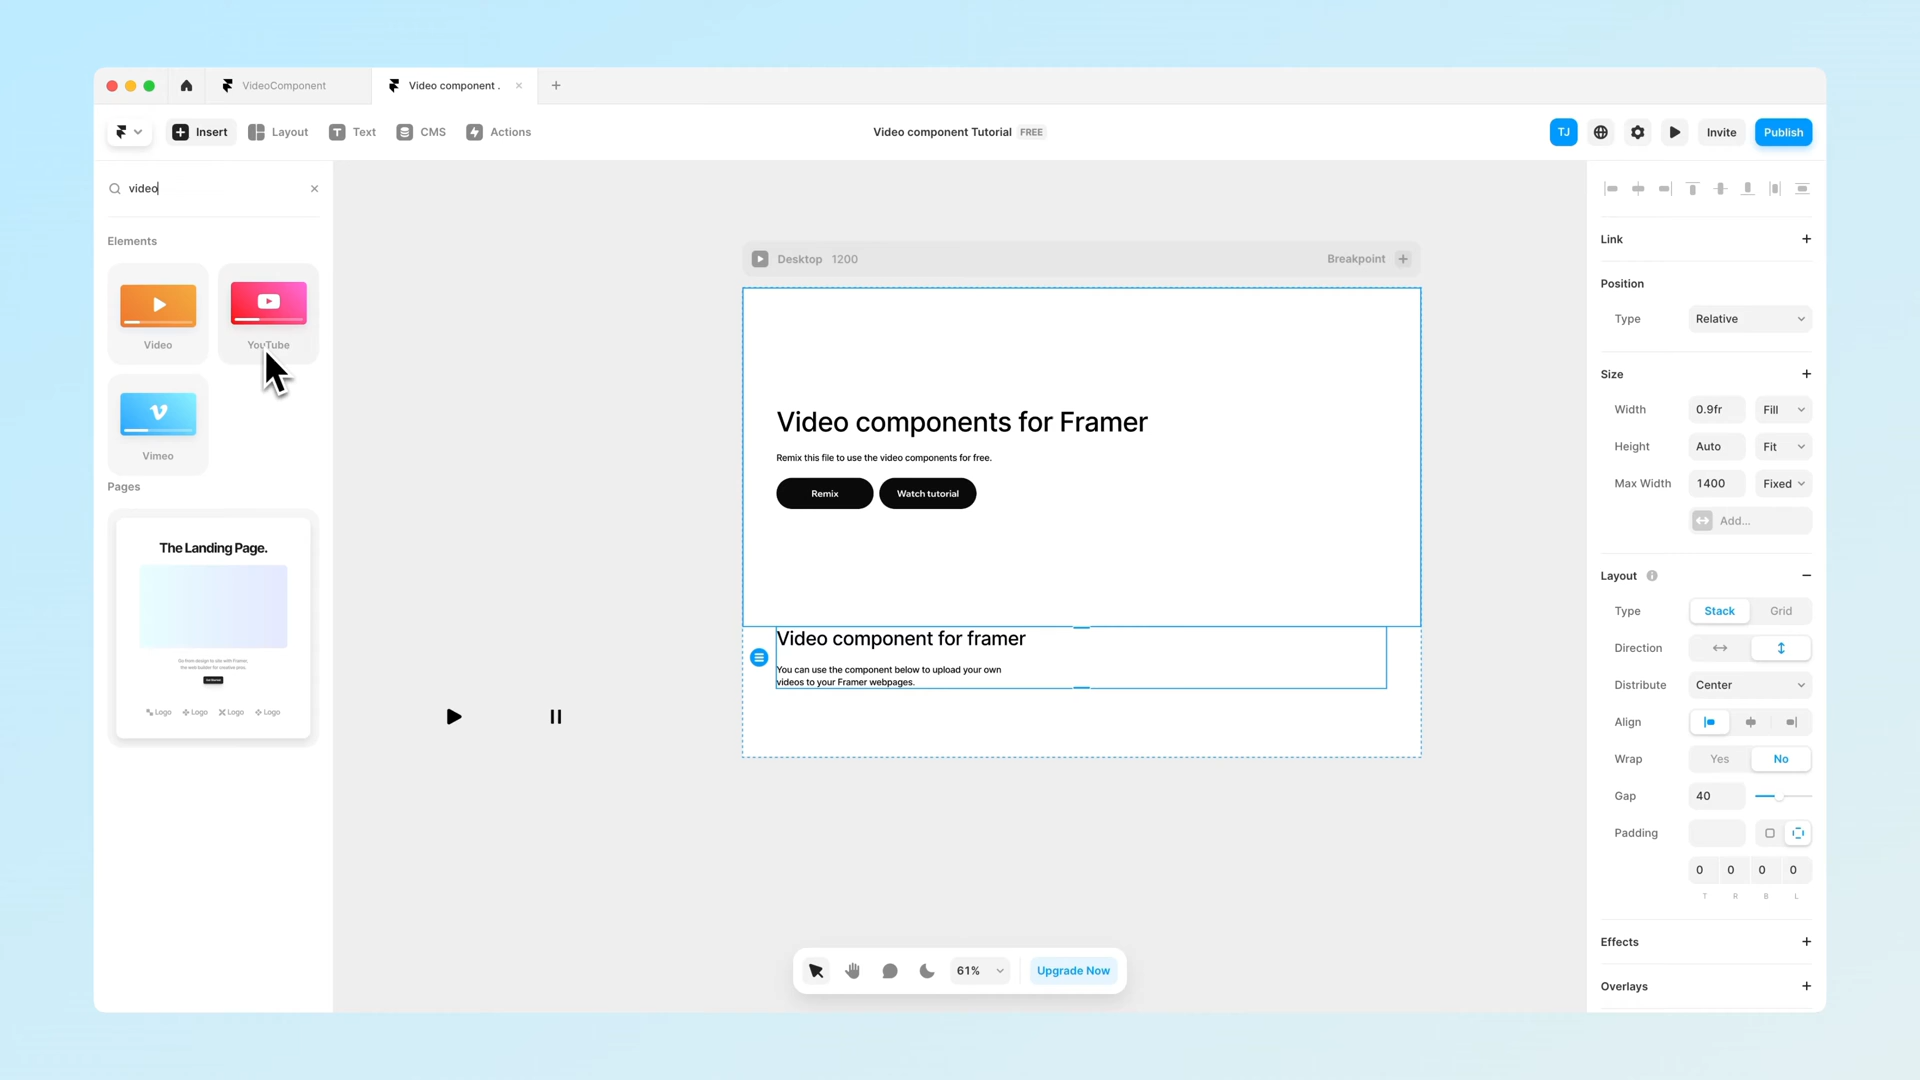 VideoComponent
Video component .
Insert
Layout
Text
CMS
Actions
Video component Tutorial FREE
TJ
Invite
Publish
video
Elements
Video
YouTube
Vimeo
Pages
The Landing Page.
Logo
Logo
Logo
Logo
Desktop 1200
Breakpoint
Video components for Framer
Remix this file to use the video components for free.
Remix
Watch tutorial
Video component for framer
You can use the component below to upload your own
videos to your Framer webpages.
61%
Upgrade Now
Link
Position
Type Relative
Size
Width 0.9fr Fill
Height Auto Fit
Max Width 1400 Fixed
Add...
Layout
Type Stack Grid
Direction
Distribute Center
Align
Wrap Yes No
Gap 40
Padding
0 0 0 0
T R B L
Effects
Overlays